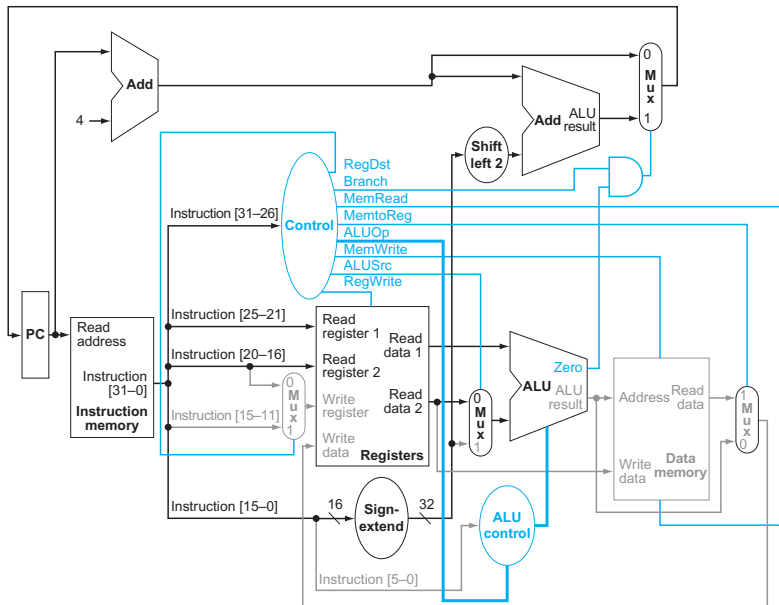 0
M
u
x
1
Add
4
Add
ALU
result
Shift
left 2
RegDst
Branch
MemRead
MemtoReg
ALUOp
MemWrite
ALUSrc
RegWrite
Instruction [31–26]
Control
PC
Read
address
Instruction
[31–0]
Instruction
memory
Instruction [25–21]
Instruction [20–16]
Instruction [15–11]
0
M
u
x
1
Read
register 1
Read
register 2
Write
register
Write
data
Read
data 1
Read
data 2
Registers
0
M
u
x
1
Zero
ALU
ALU
result
Address
Read
data
Write
data
Data
memory
1
M
u
x
0
Instruction [15–0]
16
Sign-
extend
32
ALU
control
Instruction [5–0]